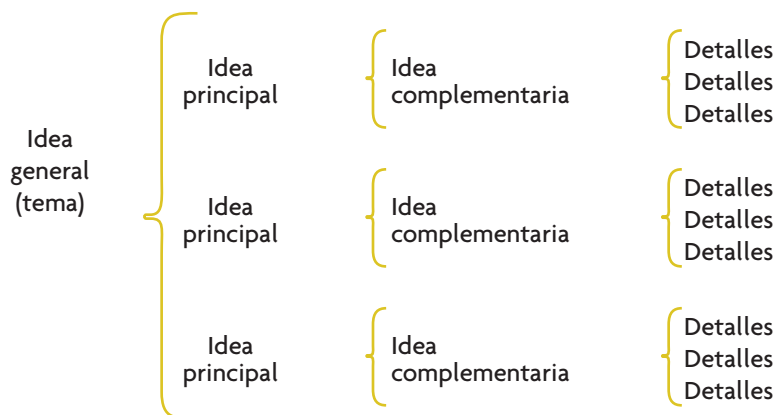 Idea
general
(tema)
Idea
principal
Idea
complementaria
Detalles
Detalles
Detalles
Idea
principal
Idea
complementaria
Detalles
Detalles
Detalles
Idea
principal
Idea
complementaria
Detalles
Detalles
Detalles